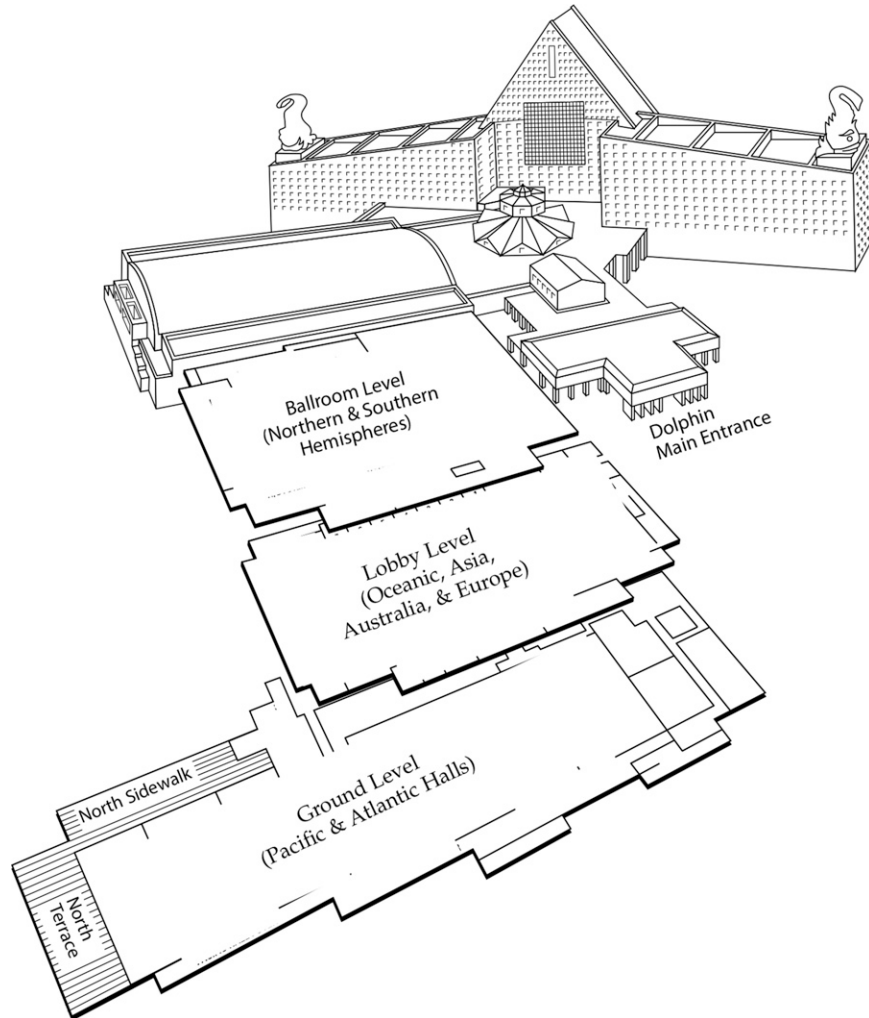 Ballroom Level
(Northern & Southern
Hemispheres)
Dolphin
Main Entrance
Lobby Level
(Oceanic, Asia,
Australia, & Europe)
North Sidewalk
Ground Level
(Pacific & Atlantic Halls)
North
Terrace